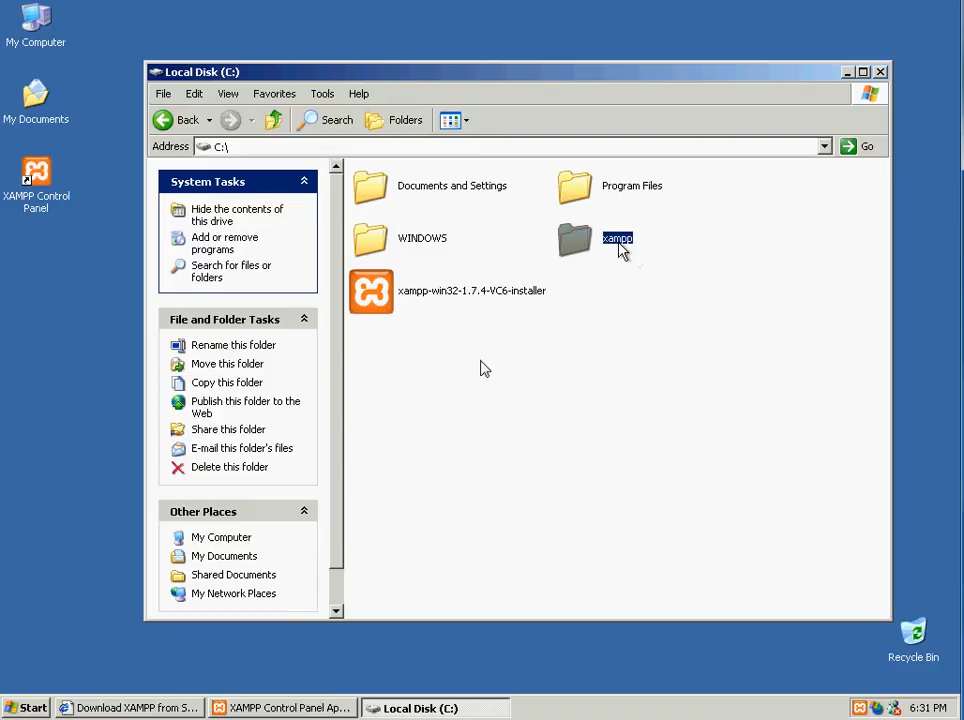 My Computer
My Documents
XAMPP Control
Panel
Local Disk (C:)
File Edit View Favorites Tools Help
Back Search Folders
Address C:\ Go
System Tasks
Hide the contents of
this drive
Add or remove
programs
Search for files or
folders
File and Folder Tasks
Rename this folder
Move this folder
Copy this folder
Publish this folder to the
Web
Share this folder
E-mail this folder's files
Delete this folder
Other Places
My Computer
My Documents
Shared Documents
My Network Places
Documents and Settings Program Files
WINDOWS xampp
xampp-win32-1.7.4-VC6-installer
Recycle Bin
Start Download XAMPP from S... XAMPP Control Panel Ap... Local Disk (C:) 6:31 PM